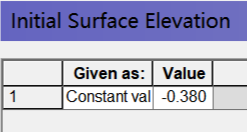 Initial Surface Elevation
Given as: Value
1 Constant val -0.380